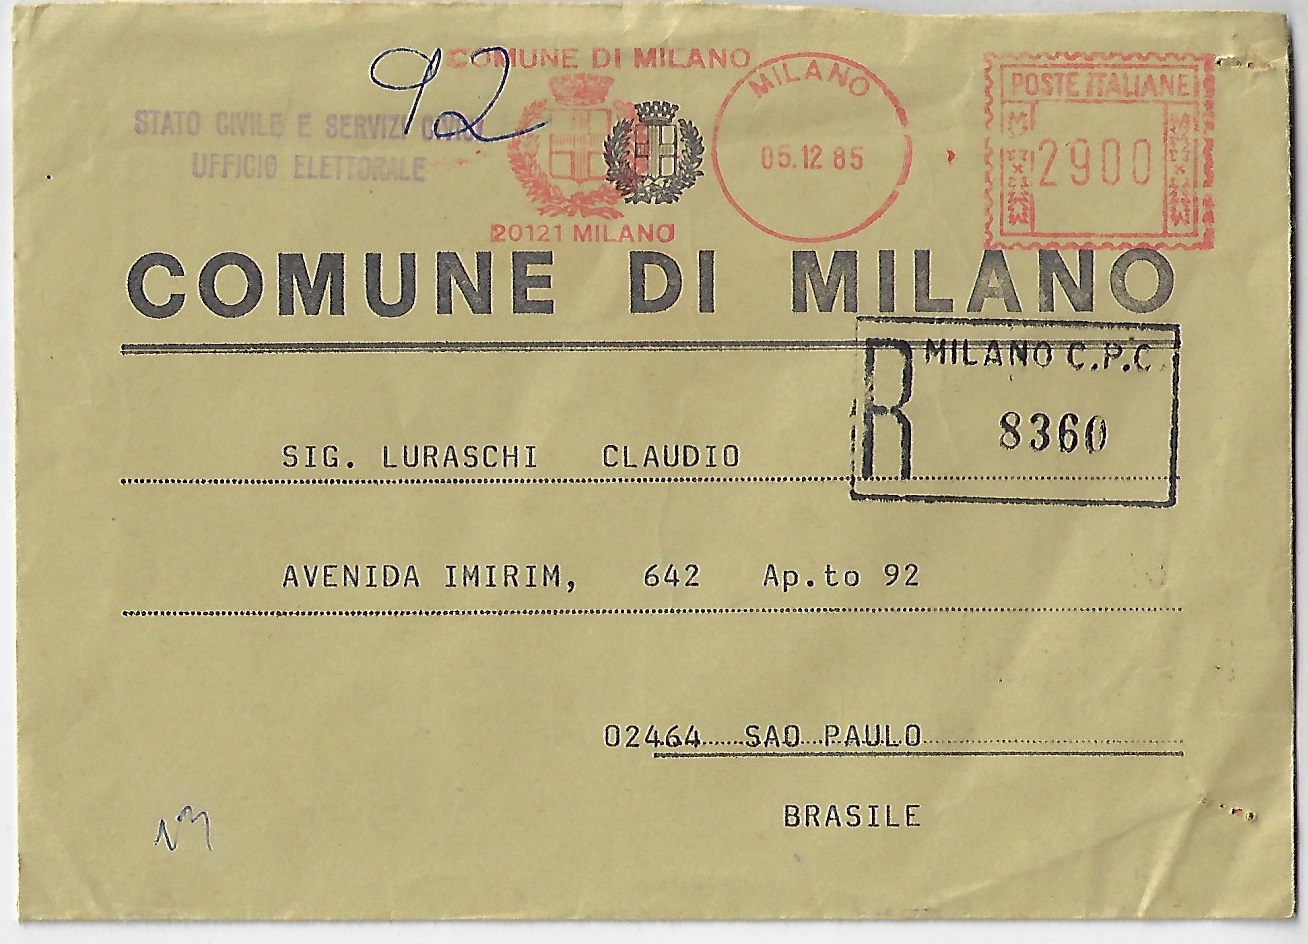 92
COMUNE DI MILANO
STATO CIVILE E SERVIZI CIVICI
UFFICIO ELETTORALE
20121 MILANO
MILANO
05.12 85
POSTE ITALIANE
2900
COMUNE DI MILANO
R MILANO C.P.C.
8360
SIG. LURASCHI CLAUDIO
AVENIDA IMIRIM, 642 Ap.to 92
02464 SAO PAULO
BRASILE